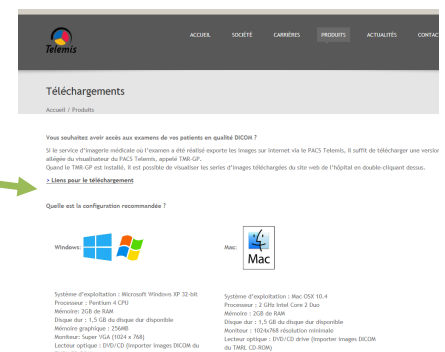 Telemis
ACCUEIL SOCIÉTÉ CARRIÈRES PRODUITS ACTUALITÉS CONTAC
Téléchargements
Accueil / Produits
Vous souhaitez avoir accès aux examens de vos patients en qualité DICOM ?
Si le service d'imagerie médicale où l'examen a été réalisé exporte les images sur internet via le PACS Telemis, il suffit de télécharger une version
allégée du visualisateur du PACS Telemis, appelé TMR-GP.
Quand le TMR-GP est installé, il est possible de visualiser les séries d'images téléchargées du site web de l'hôpital en double-cliquant dessus.
> Liens pour le téléchargement
Quelle est la configuration recommandée ?
Windows:
Mac:
Mac
Système d'exploitation : Microsoft Windows XP 32-bit
Processeur : Pentium 4 CPU
Mémoire: 2GB de RAM
Disque dur : 1,5 GB du disque dur disponible
Mémoire graphique : 256MB
Moniteur: Super VGA (1024 x 768)
Lecteur optique : DVD/CD (Importer images DICOM du
Système d'exploitation : Mac OSX 10.4
Processeur : 2 GHz Intel Core 2 Duo
Mémoire : 2GB de RAM
Disque dur : 1,5 GB du disque dur disponible
Moniteur : 1024x768 résolution minimale
Lecteur optique : DVD/CD drive (Importer images DICOM
du TMRL CD-ROM)